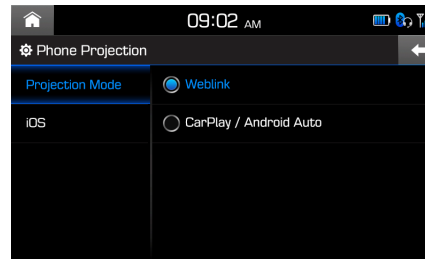 09:02 AM
Phone Projection
Projection Mode
Weblink
iOS
CarPlay / Android Auto